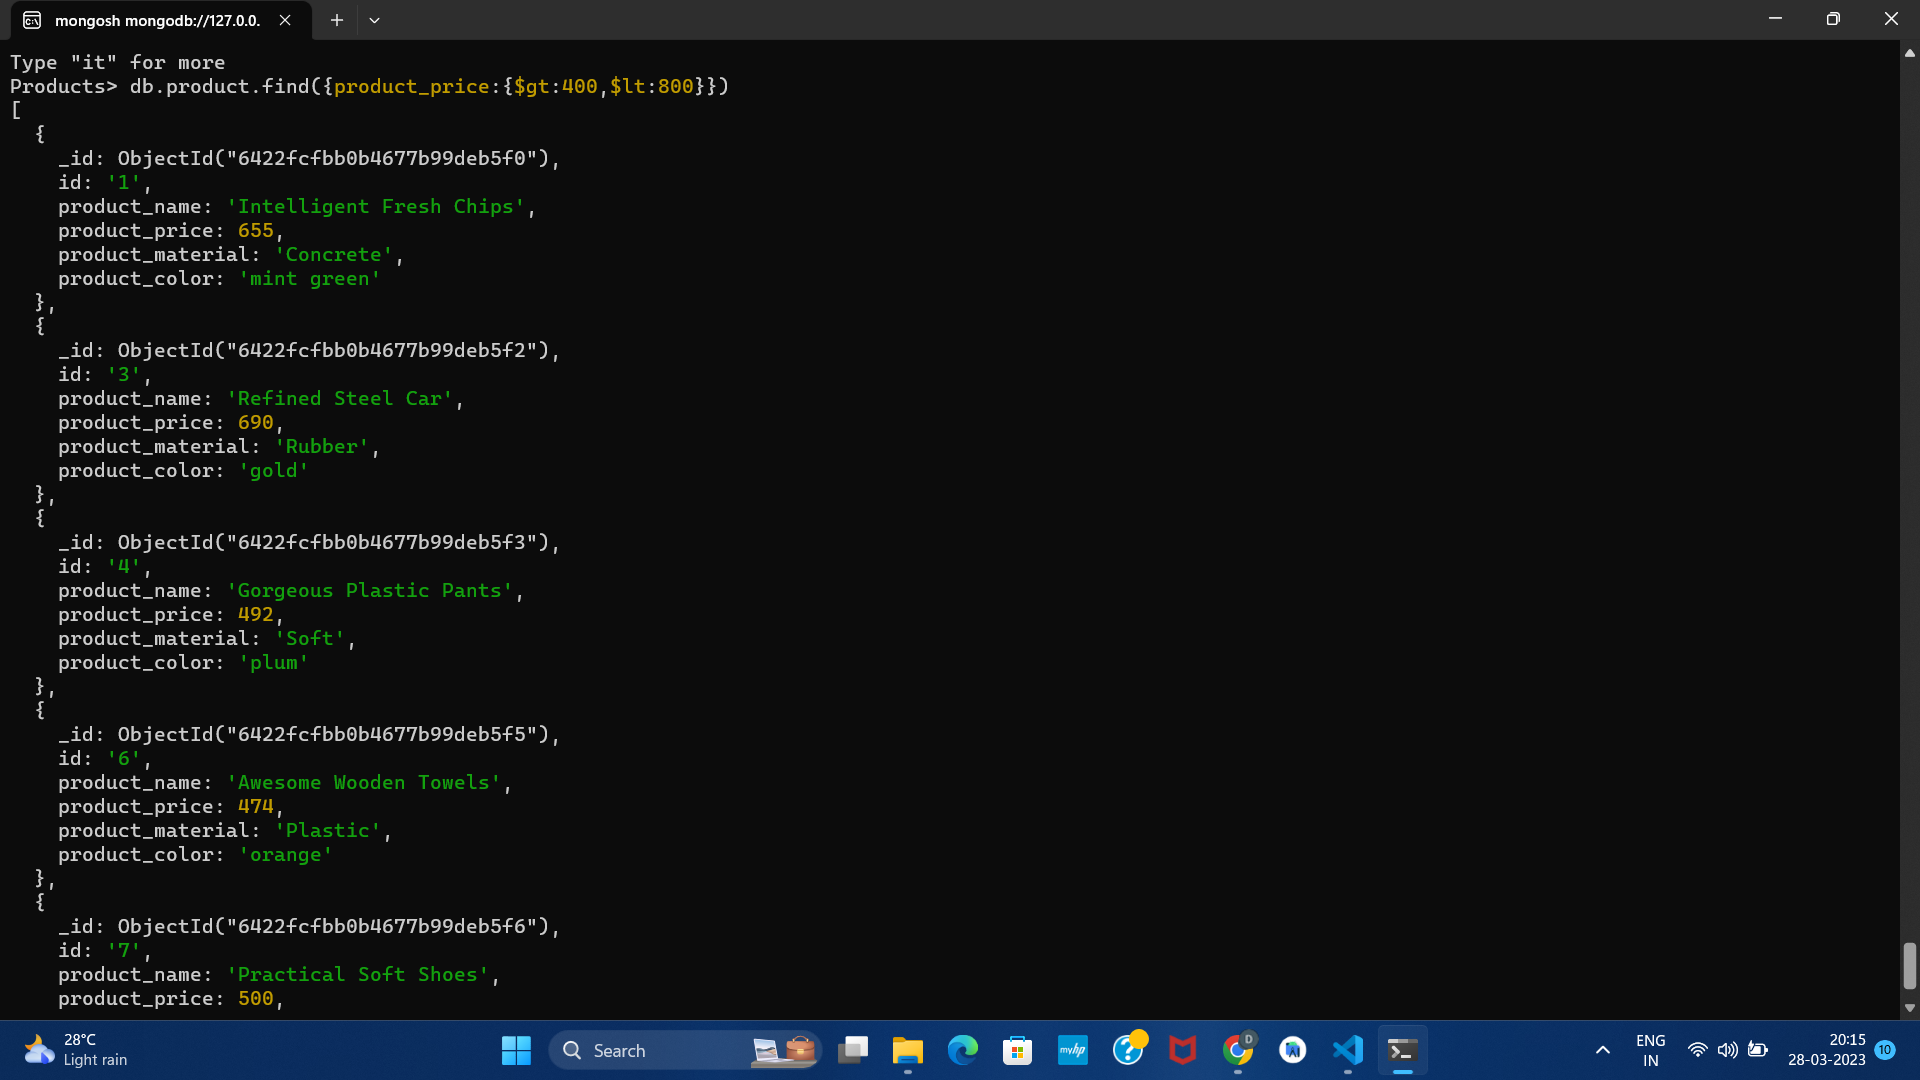 mongosh mongodb://127.0.0.
Type "it" for more
Products> db.product.find({product_price:{$gt:400,$lt:800}})
[
  {
    _id: ObjectId("6422fcfbb0b4677b99deb5f0"),
    id: '1',
    product_name: 'Intelligent Fresh Chips',
    product_price: 655,
    product_material: 'Concrete',
    product_color: 'mint green'
  },
  {
    _id: ObjectId("6422fcfbb0b4677b99deb5f2"),
    id: '3',
    product_name: 'Refined Steel Car',
    product_price: 690,
    product_material: 'Rubber',
    product_color: 'gold'
  },
  {
    _id: ObjectId("6422fcfbb0b4677b99deb5f3"),
    id: '4',
    product_name: 'Gorgeous Plastic Pants',
    product_price: 492,
    product_material: 'Soft',
    product_color: 'plum'
  },
  {
    _id: ObjectId("6422fcfbb0b4677b99deb5f5"),
    id: '6',
    product_name: 'Awesome Wooden Towels',
    product_price: 474,
    product_material: 'Plastic',
    product_color: 'orange'
  },
  {
    _id: ObjectId("6422fcfbb0b4677b99deb5f6"),
    id: '7',
    product_name: 'Practical Soft Shoes',
    product_price: 500,
28°C
Light rain
Search
myhp
D
ENG
IN
20:15
28-03-2023
10